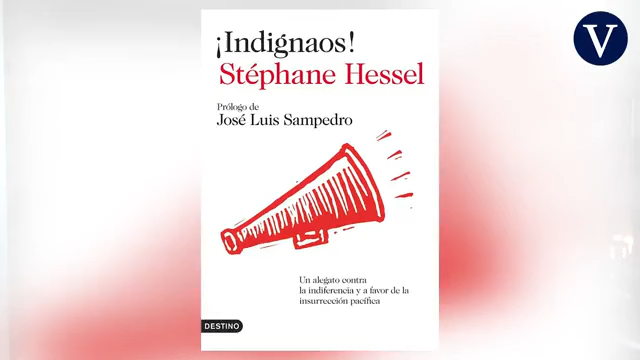 ¡Indignaos!
Stéphane Hessel
Prólogo de
José Luis Sampedro
Un alegato contra
la indiferencia y a favor de la
insurrección pacífica
DESTINO
V